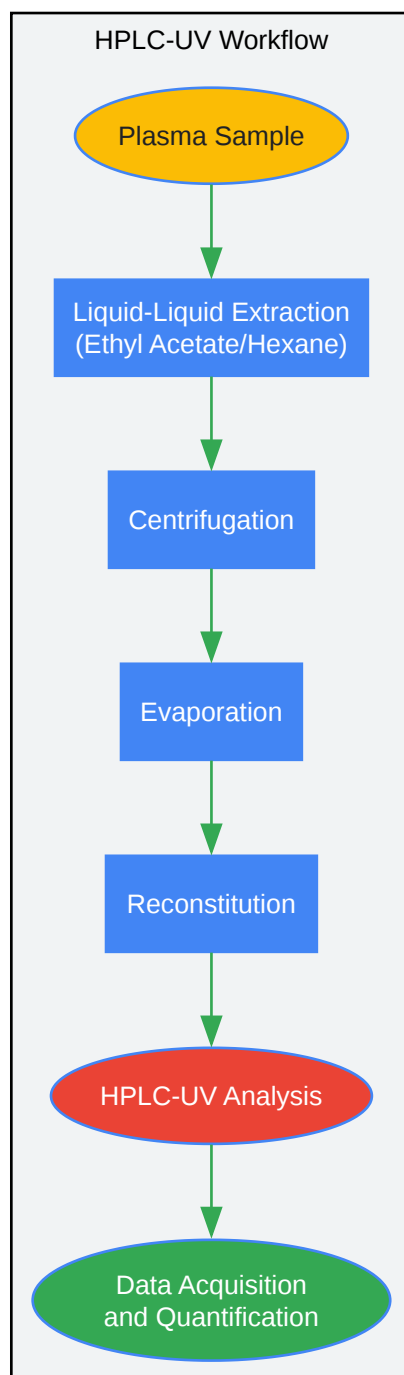 HPLC-UV Workflow
Plasma Sample
Liquid-Liquid Extraction
(Ethyl Acetate/Hexane)
Centrifugation
Evaporation
Reconstitution
HPLC-UV Analysis
Data Acquisition
and Quantification